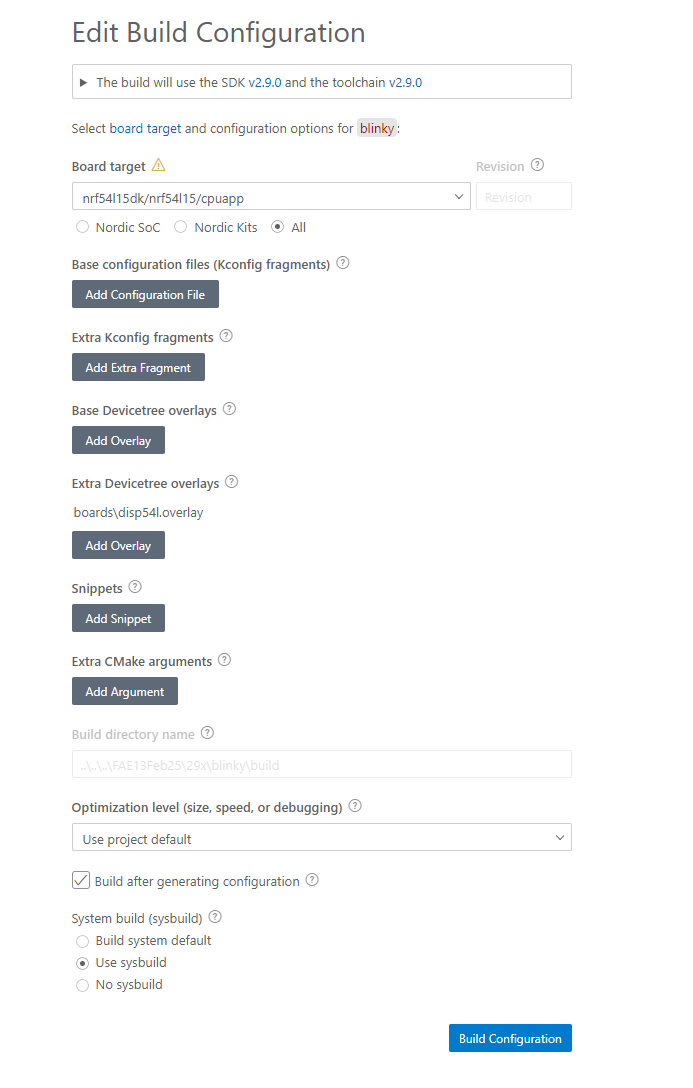 Edit Build Configuration
The build will use the SDK v2.9.0 and the toolchain v2.9.0
Select board target and configuration options for blinky:
Board target
Revision
nrf54l15dk/nrf54l15/cpuapp
Revision
Nordic SoC Nordic Kits All
Base configuration files (Kconfig fragments)
Add Configuration File
Extra Kconfig fragments
Add Extra Fragment
Base Devicetree overlays
Add Overlay
Extra Devicetree overlays
boards\disp54l.overlay
Add Overlay
Snippets
Add Snippet
Extra CMake arguments
Add Argument
Build directory name
..\..\..\FAE13Feb25\29x\blinky\build
Optimization level (size, speed, or debugging)
Use project default
Build after generating configuration
System build (sysbuild)
Build system default
Use sysbuild
No sysbuild
Build Configuration